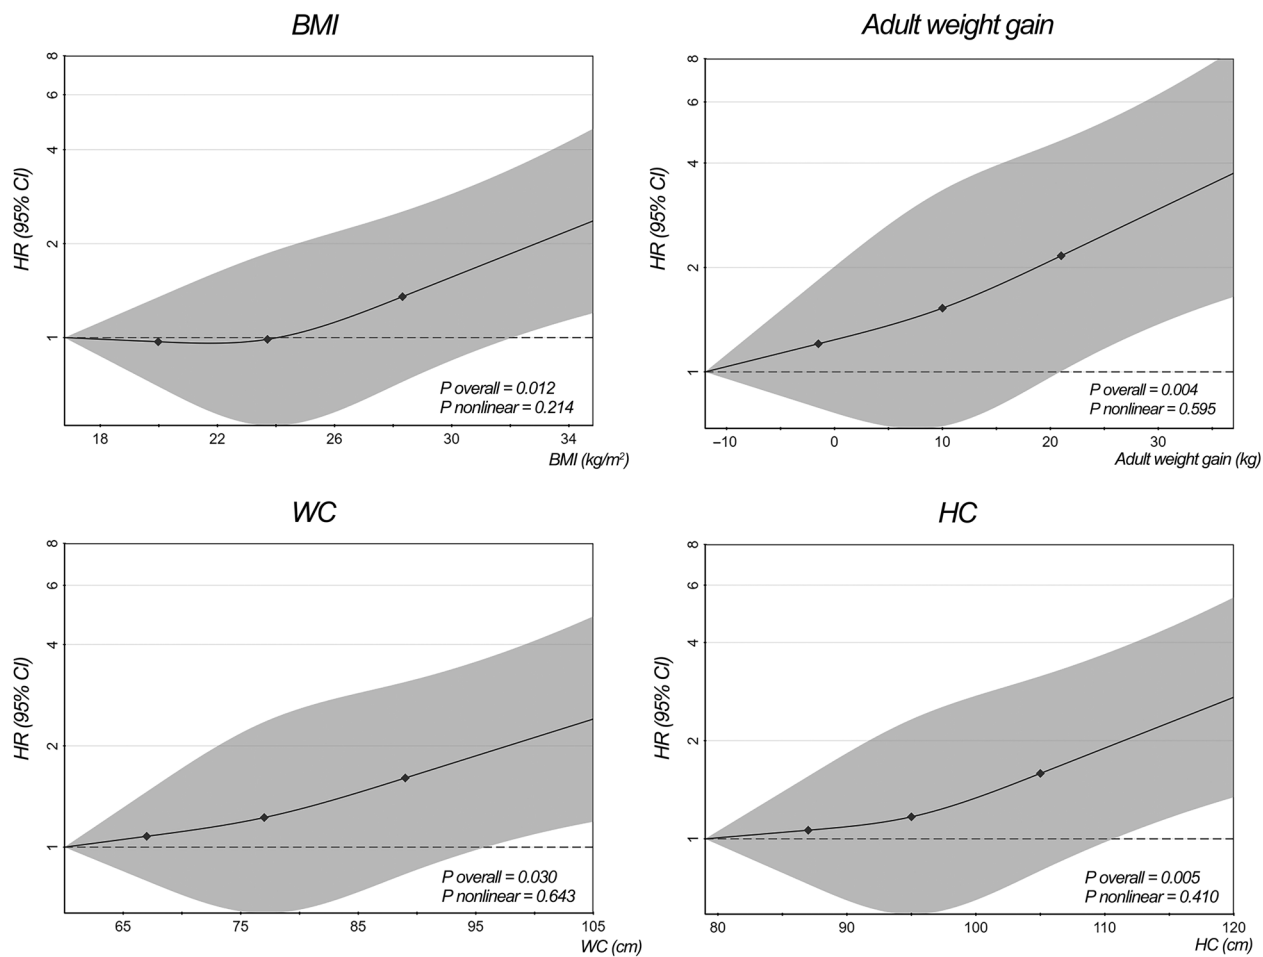 BMI
8
6
4
2
1
HR (95% CI)
P overall = 0.012
P nonlinear = 0.214
18 22 26 30 34
BMI (kg/m²)
Adult weight gain
8
6
4
2
1
HR (95% CI)
P overall = 0.004
P nonlinear = 0.595
−10 0 10 20 30
Adult weight gain (kg)
WC
8
6
4
2
1
HR (95% CI)
P overall = 0.030
P nonlinear = 0.643
65 75 85 95 105
WC (cm)
HC
8
6
4
2
1
HR (95% CI)
P overall = 0.005
P nonlinear = 0.410
80 90 100 110 120
HC (cm)